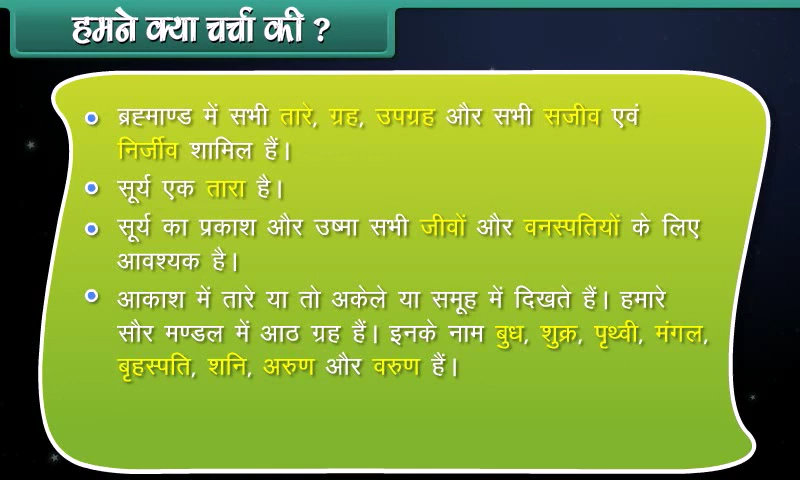 हमने क्या चर्चा की ?
ब्रह्माण्ड में सभी तारे, ग्रह, उपग्रह और सभी सजीव एवं
निर्जीव शामिल हैं।
सूर्य एक तारा है।
सूर्य का प्रकाश और उष्मा सभी जीवों और वनस्पतियों के लिए
आवश्यक है।
आकाश में तारे या तो अकेले या समूह में दिखते हैं। हमारे
सौर मण्डल में आठ ग्रह हैं। इनके नाम बुध, शुक्र, पृथ्वी, मंगल,
बृहस्पति, शनि, अरुण और वरुण हैं।